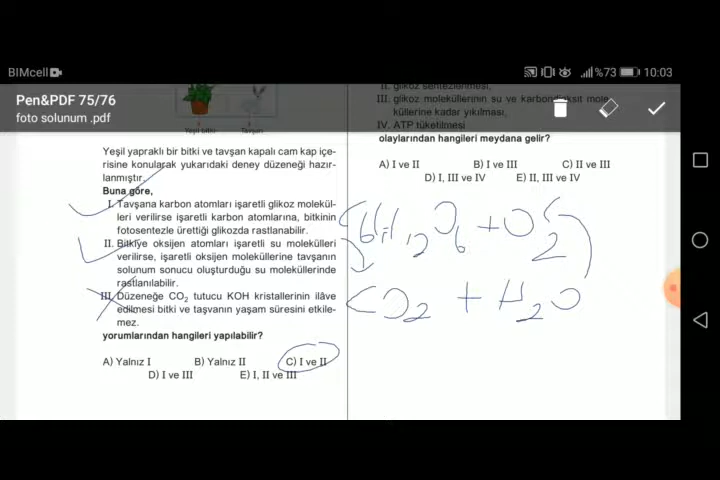 BIMcell
%73 10:03
Pen&PDF 75/76
foto solunum .pdf
Yeşil bitki Tavşan
Yeşil yapraklı bir bitki ve tavşan kapalı cam kap içe-
risine konularak yukarıdaki deney düzeneği hazır-
lanmıştır.
Buna göre,
I. Tavşana karbon atomları işaretli glikoz molekül-
leri verilirse işaretli karbon atomlarına, bitkinin
fotosentezle ürettiği glikozda rastlanabilir.
II. Bitkiye oksijen atomları işaretli su molekülleri
verilirse, işaretli oksijen moleküllerine tavşanın
solunum sonucu oluşturduğu su moleküllerinde
rastlanılabilir.
III. Düzeneğe CO2 tutucu KOH kristallerinin ilâve
edilmesi bitki ve tavşanın yaşam süresini etkile-
mez.
yorumlarından hangileri yapılabilir?
A) Yalnız I B) Yalnız II C) I ve II
D) I ve III E) I, II ve III
II. glikoz sentezlenmesi,
III. glikoz moleküllerinin su ve karbondioksit mole-
küllerine kadar yıkılması,
IV. ATP tüketilmesi
olaylarından hangileri meydana gelir?
A) I ve II B) I ve III C) II ve III
D) I, III ve IV E) II, III ve IV
C6H12O6 + O2
CO2 + H2O